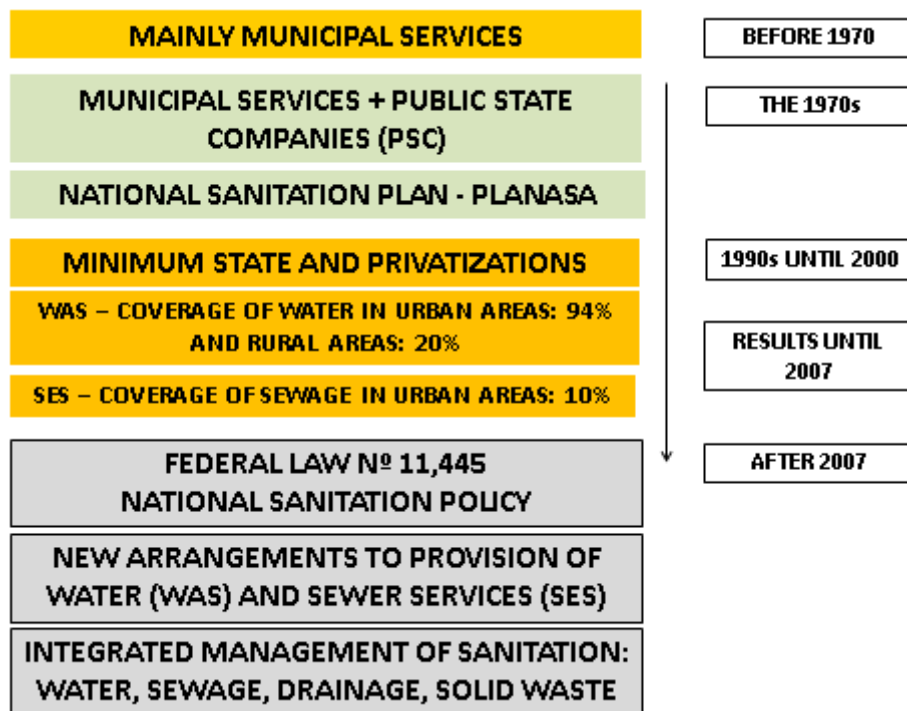 MAINLY MUNICIPAL SERVICES
BEFORE 1970
MUNICIPAL SERVICES + PUBLIC STATE
COMPANIES (PSC)
THE 1970s
NATIONAL SANITATION PLAN - PLANASA
MINIMUM STATE AND PRIVATIZATIONS
1990s UNTIL 2000
WAS – COVERAGE OF WATER IN URBAN AREAS: 94%
AND RURAL AREAS: 20%
RESULTS UNTIL
2007
SES – COVERAGE OF SEWAGE IN URBAN AREAS: 10%
FEDERAL LAW Nº 11,445
NATIONAL SANITATION POLICY
AFTER 2007
NEW ARRANGEMENTS TO PROVISION OF
WATER (WAS) AND SEWER SERVICES (SES)
INTEGRATED MANAGEMENT OF SANITATION:
WATER, SEWAGE, DRAINAGE, SOLID WASTE